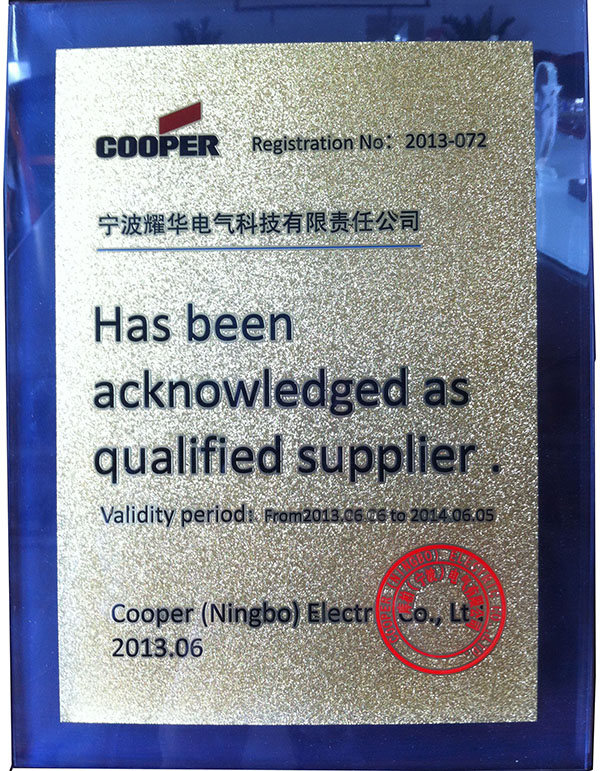 COOPER Registration No：2013-072
宁波耀华电气科技有限责任公司
Has been
acknowledged as
qualified supplier .
Validity period：From2013.06 06 to 2014.06.05
Cooper (Ningbo) Electr Co., Lt
2013.06